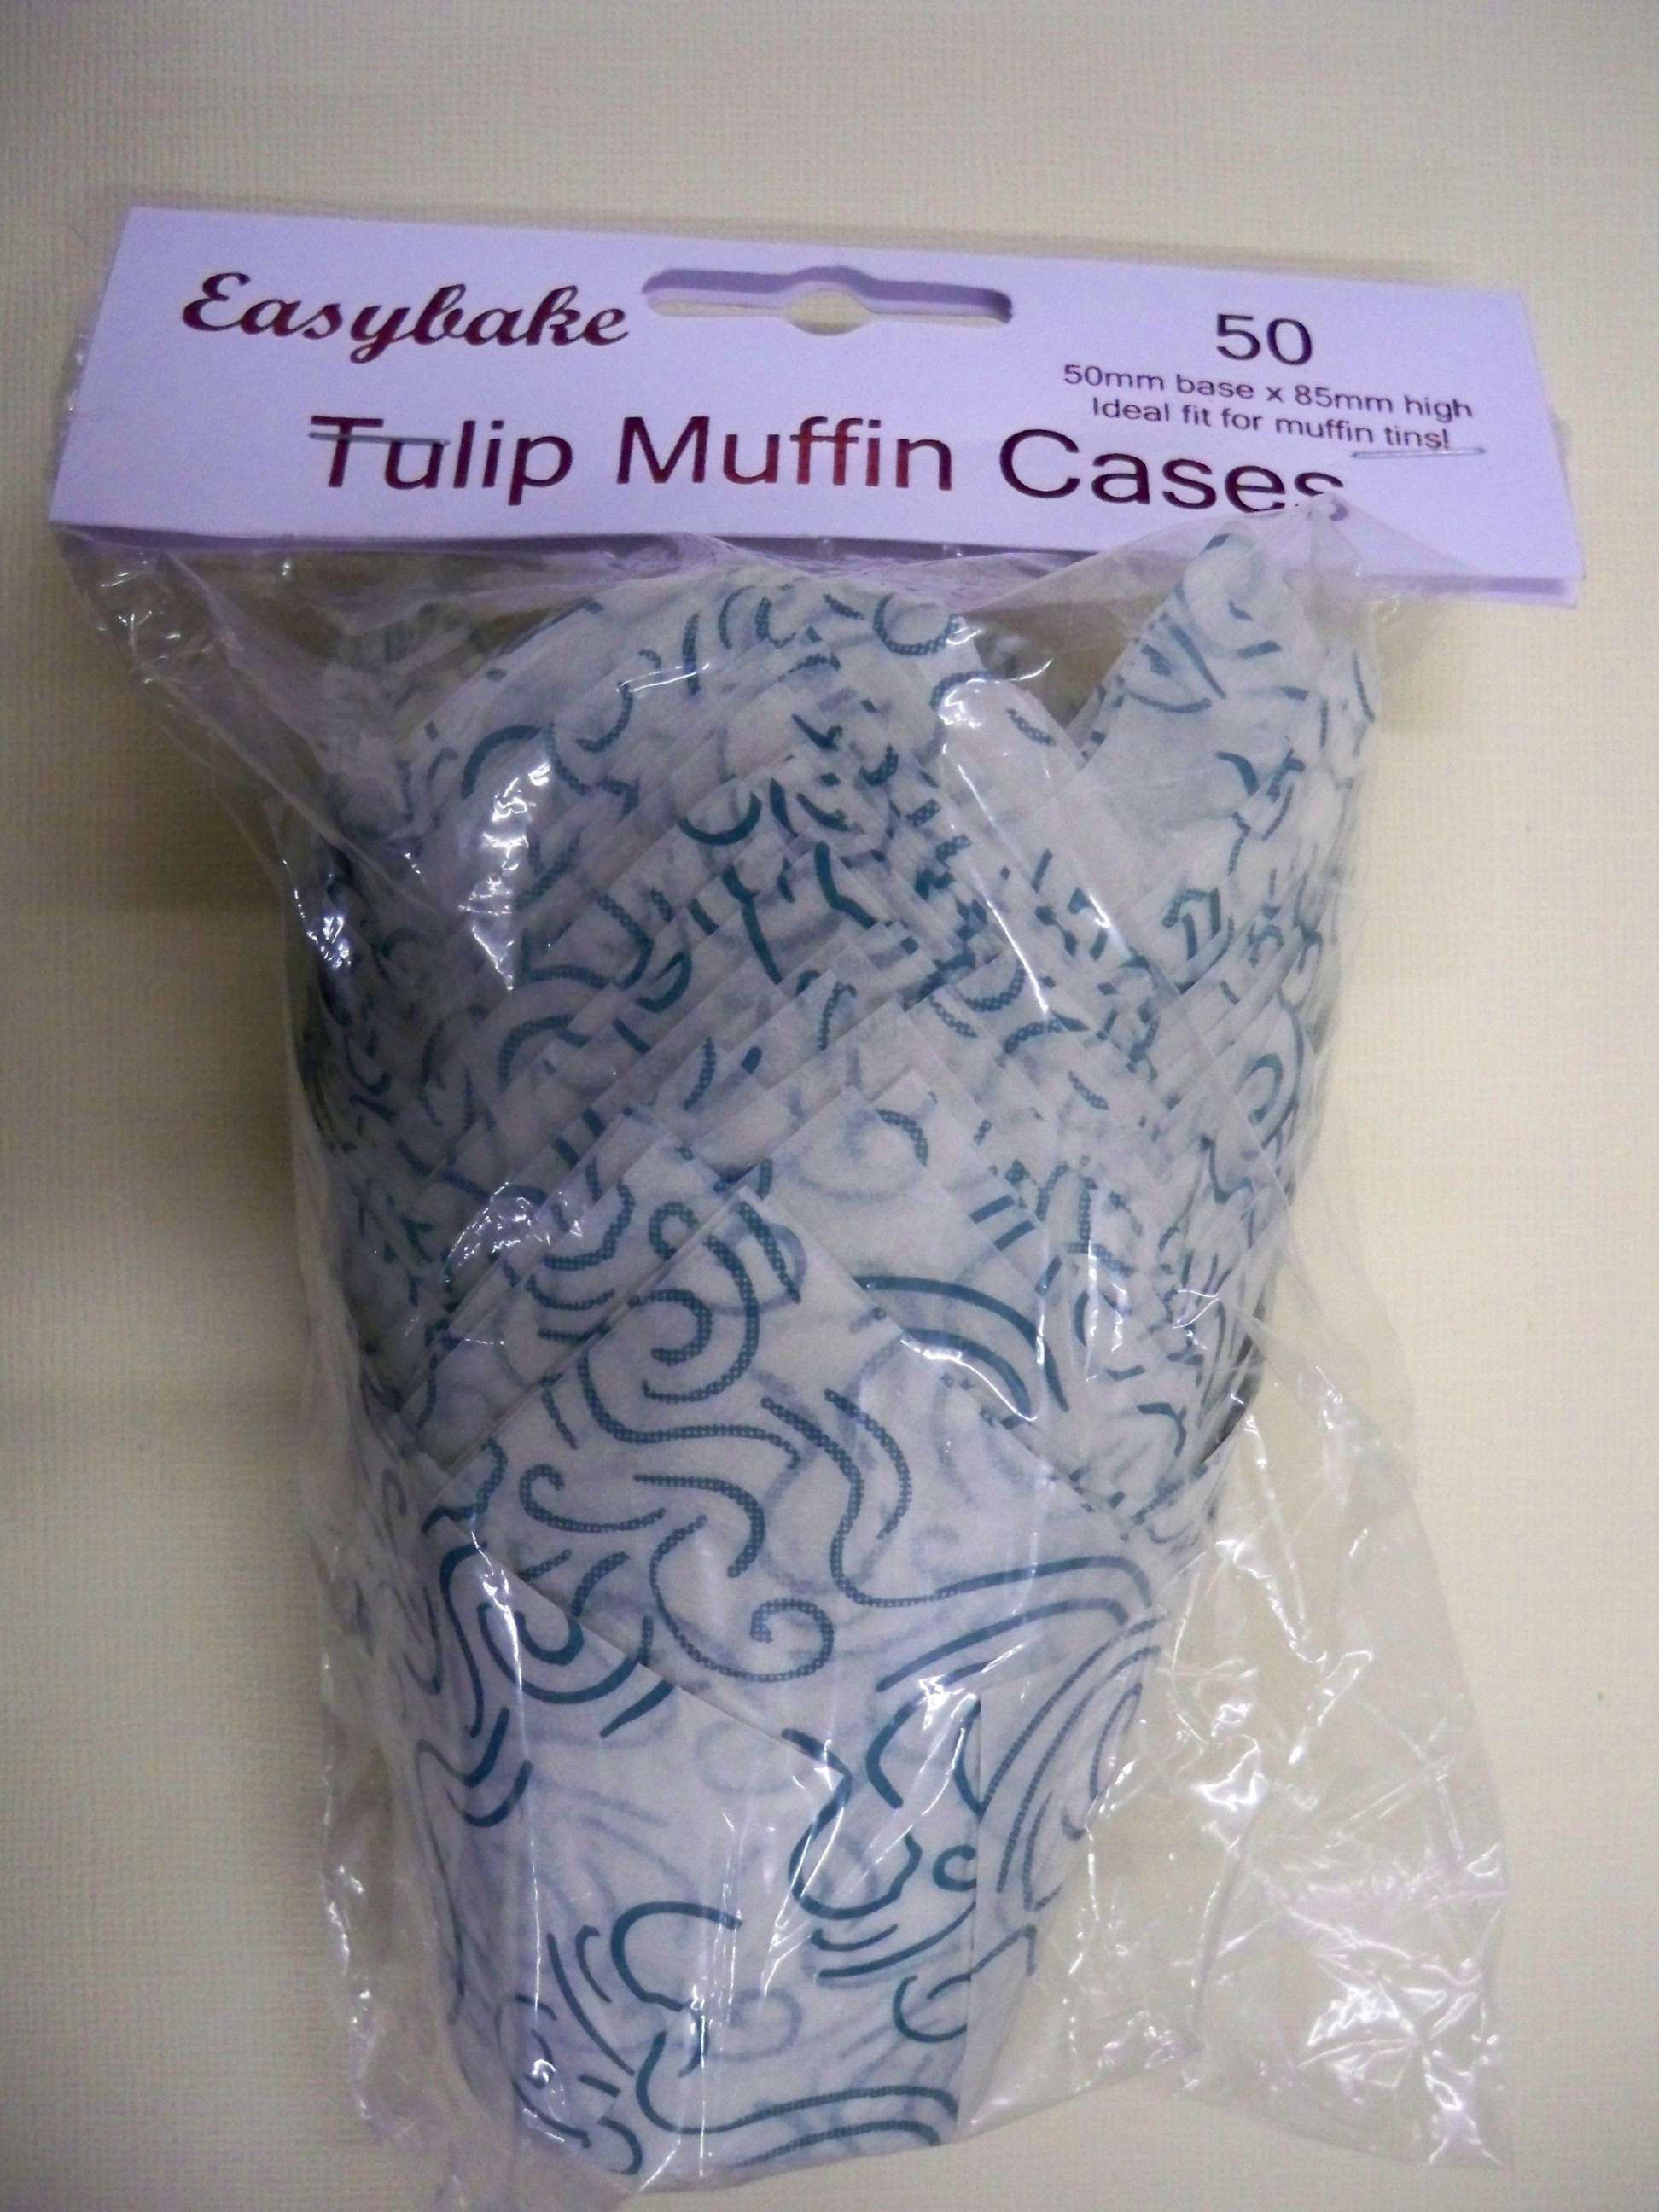 Easybake
50
50mm base x 85mm high
Ideal fit for muffin tins!
Tulip Muffin Cases